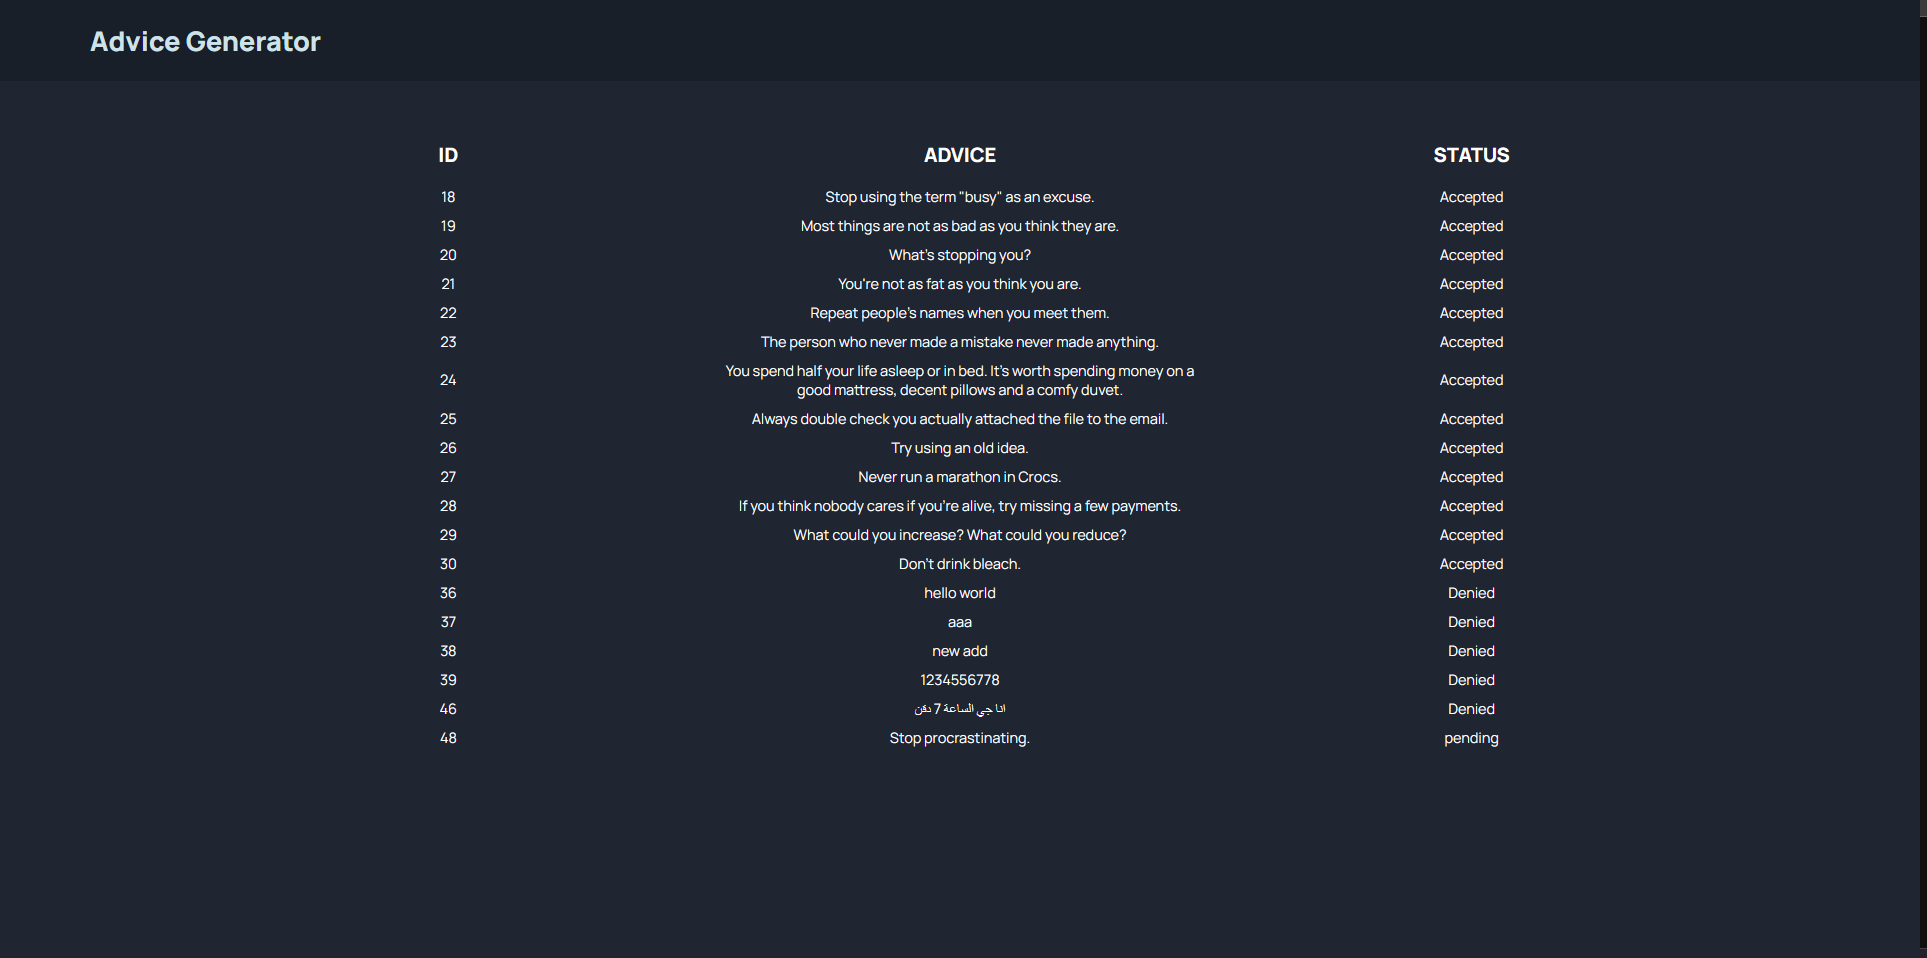 Advice Generator
ID ADVICE STATUS
18 Stop using the term "busy" as an excuse. Accepted
19 Most things are not as bad as you think they are. Accepted
20 What's stopping you? Accepted
21 You're not as fat as you think you are. Accepted
22 Repeat people's names when you meet them. Accepted
23 The person who never made a mistake never made anything. Accepted
24 You spend half your life asleep or in bed. It's worth spending money on a Accepted
good mattress, decent pillows and a comfy duvet.
25 Always double check you actually attached the file to the email. Accepted
26 Try using an old idea. Accepted
27 Never run a marathon in Crocs. Accepted
28 If you think nobody cares if you're alive, try missing a few payments. Accepted
29 What could you increase? What could you reduce? Accepted
30 Don't drink bleach. Accepted
36 hello world Denied
37 aaa Denied
38 new add Denied
39 1234556778 Denied
46 انا جي الساعة 7 دقن Denied
48 Stop procrastinating. pending